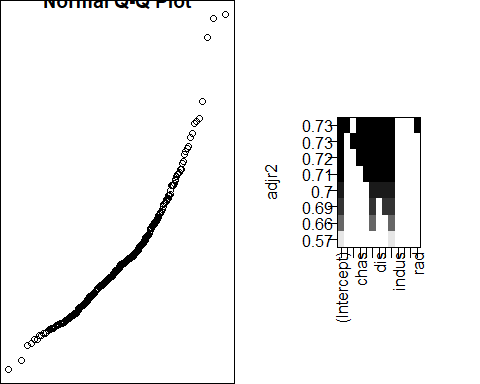 Normal Q-Q Plot
adjr2
0.73
0.73
0.72
0.71
0.7
0.69
0.66
0.57
(Intercept)
chas
dis
indus
rad